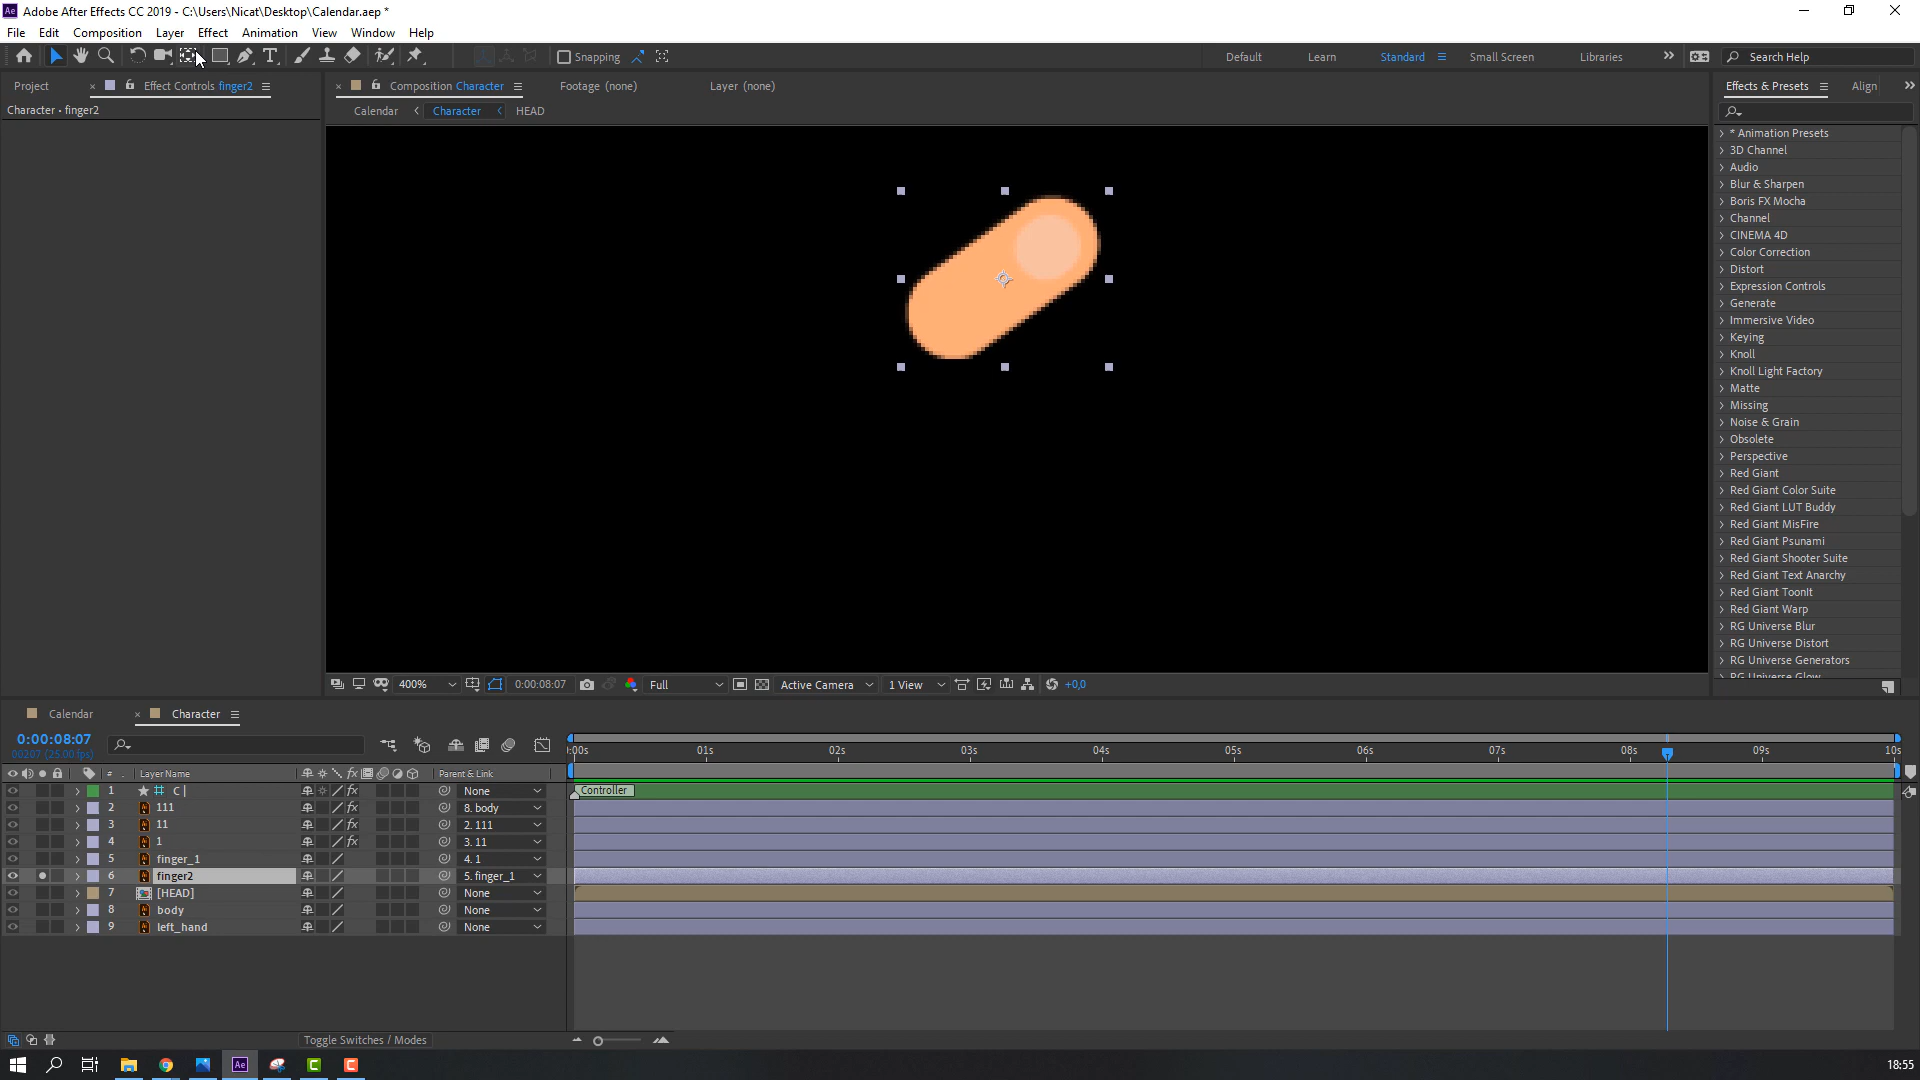 Adobe After Effects CC 2019 - C:\Users\Nicat\Desktop\Calendar.aep *
File Edit Composition Layer Effect Animation View Window Help
Snapping Default Learn Standard Small Screen Libraries Search Help
Project Effect Controls finger2 Composition Character Footage (none) Layer (none) Effects & Presets Align
Character • finger2 Calendar Character HEAD
* Animation Presets
3D Channel
Audio
Blur & Sharpen
Boris FX Mocha
Channel
CINEMA 4D
Color Correction
Distort
Expression Controls
Generate
Immersive Video
Keying
Knoll
Knoll Light Factory
Matte
Missing
Noise & Grain
Obsolete
Perspective
Red Giant
Red Giant Color Suite
Red Giant LUT Buddy
Red Giant MisFire
Red Giant Psunami
Red Giant Shooter Suite
Red Giant Text Anarchy
Red Giant ToonIt
Red Giant Warp
RG Universe Blur
RG Universe Distort
RG Universe Generators
RG Universe Glow
400% 0:00:08:07 Full Active Camera 1 View +0,0
Calendar Character
0:00:08:07
00207 (25.00 fps)
:00s 01s 02s 03s 04s 05s 06s 07s 08s 09s 10s
# Layer Name fx Parent & Link
1 C | fx None Controller
2 111 fx 8. body
3 11 fx 2. 111
4 1 fx 3. 11
5 finger_1 4. 1
6 finger2 5. finger_1
7 [HEAD] None
8 body None
9 left_hand None
Toggle Switches / Modes
18:55